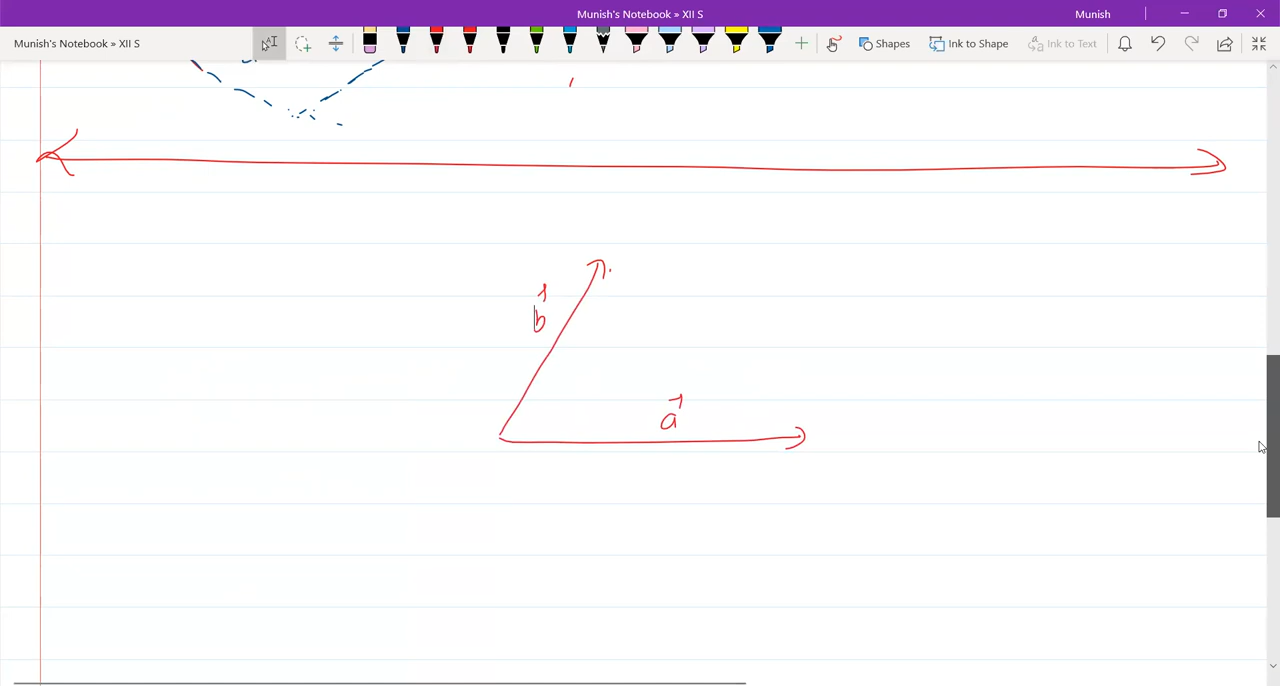 Munish's Notebook » XII S
Munish
Munish's Notebook » XII S
Shapes
Ink to Shape
Ink to Text
b⃗
a⃗